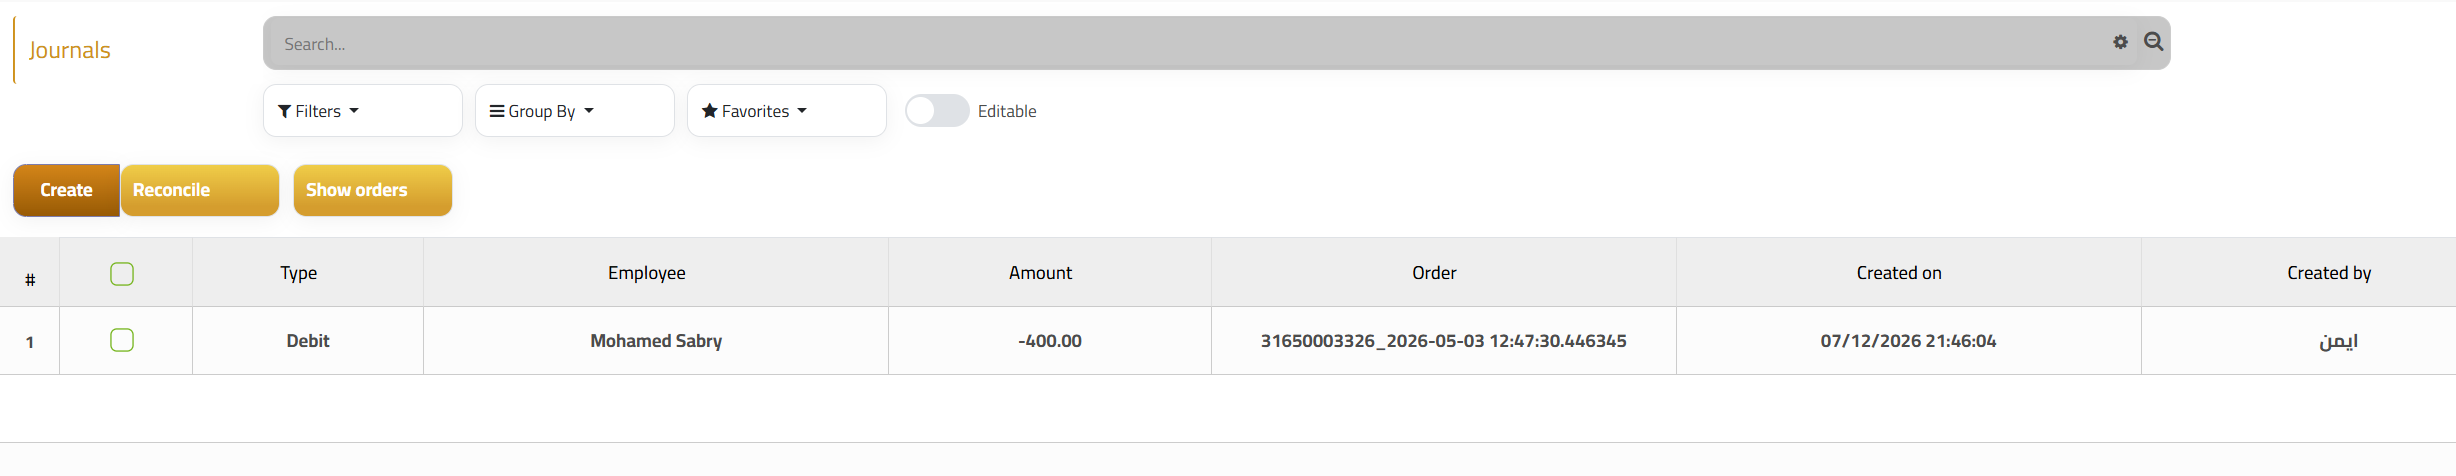 Journals
Search...
Filters
Group By
Favorites
Editable
Create
Reconcile
Show orders
# Type Employee Amount Order Created on Created by
1 Debit Mohamed Sabry -400.00 31650003326_2026-05-03 12:47:30.446345 07/12/2026 21:46:04 ايمن